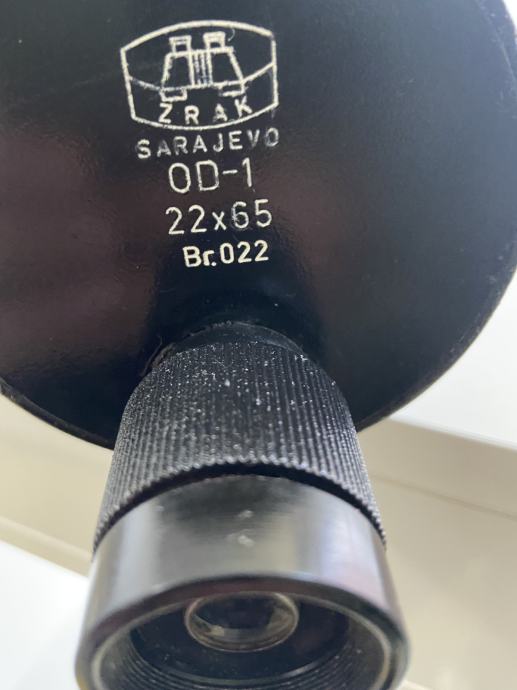 ZRAK
SARAJEVO
OD-1
22x65
Br.022